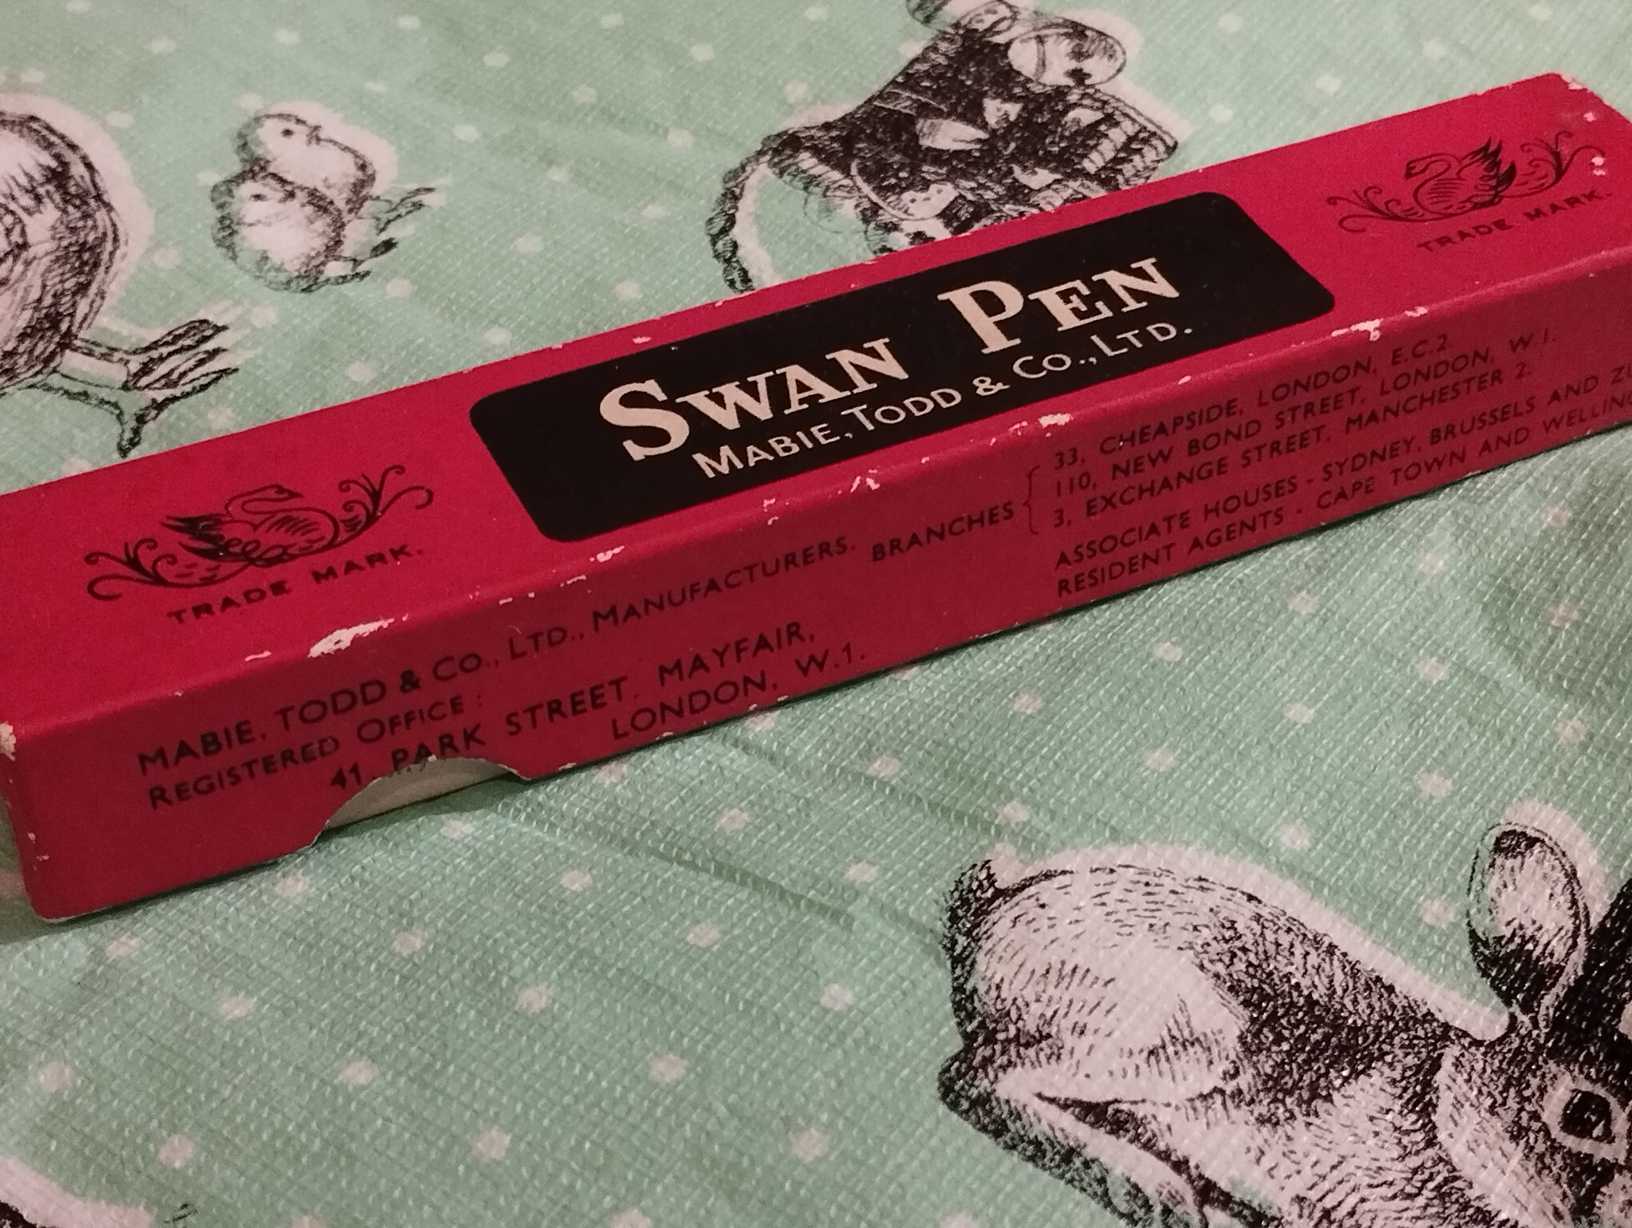 SWAN PEN
MABIE, TODD & CO., LTD.
TRADE MARK.
TRADE MARK.
MABIE, TODD & CO., LTD., MANUFACTURERS.
REGISTERED OFFICE :
41 PARK STREET, MAYFAIR,
LONDON, W.1.
BRANCHES
33, CHEAPSIDE, LONDON, E.C.2.
110, NEW BOND STREET, LONDON, W.1.
3, EXCHANGE STREET, MANCHESTER 2.
ASSOCIATE HOUSES - SYDNEY, BRUSSELS AND
RESIDENT AGENTS - CAPE TOWN AND